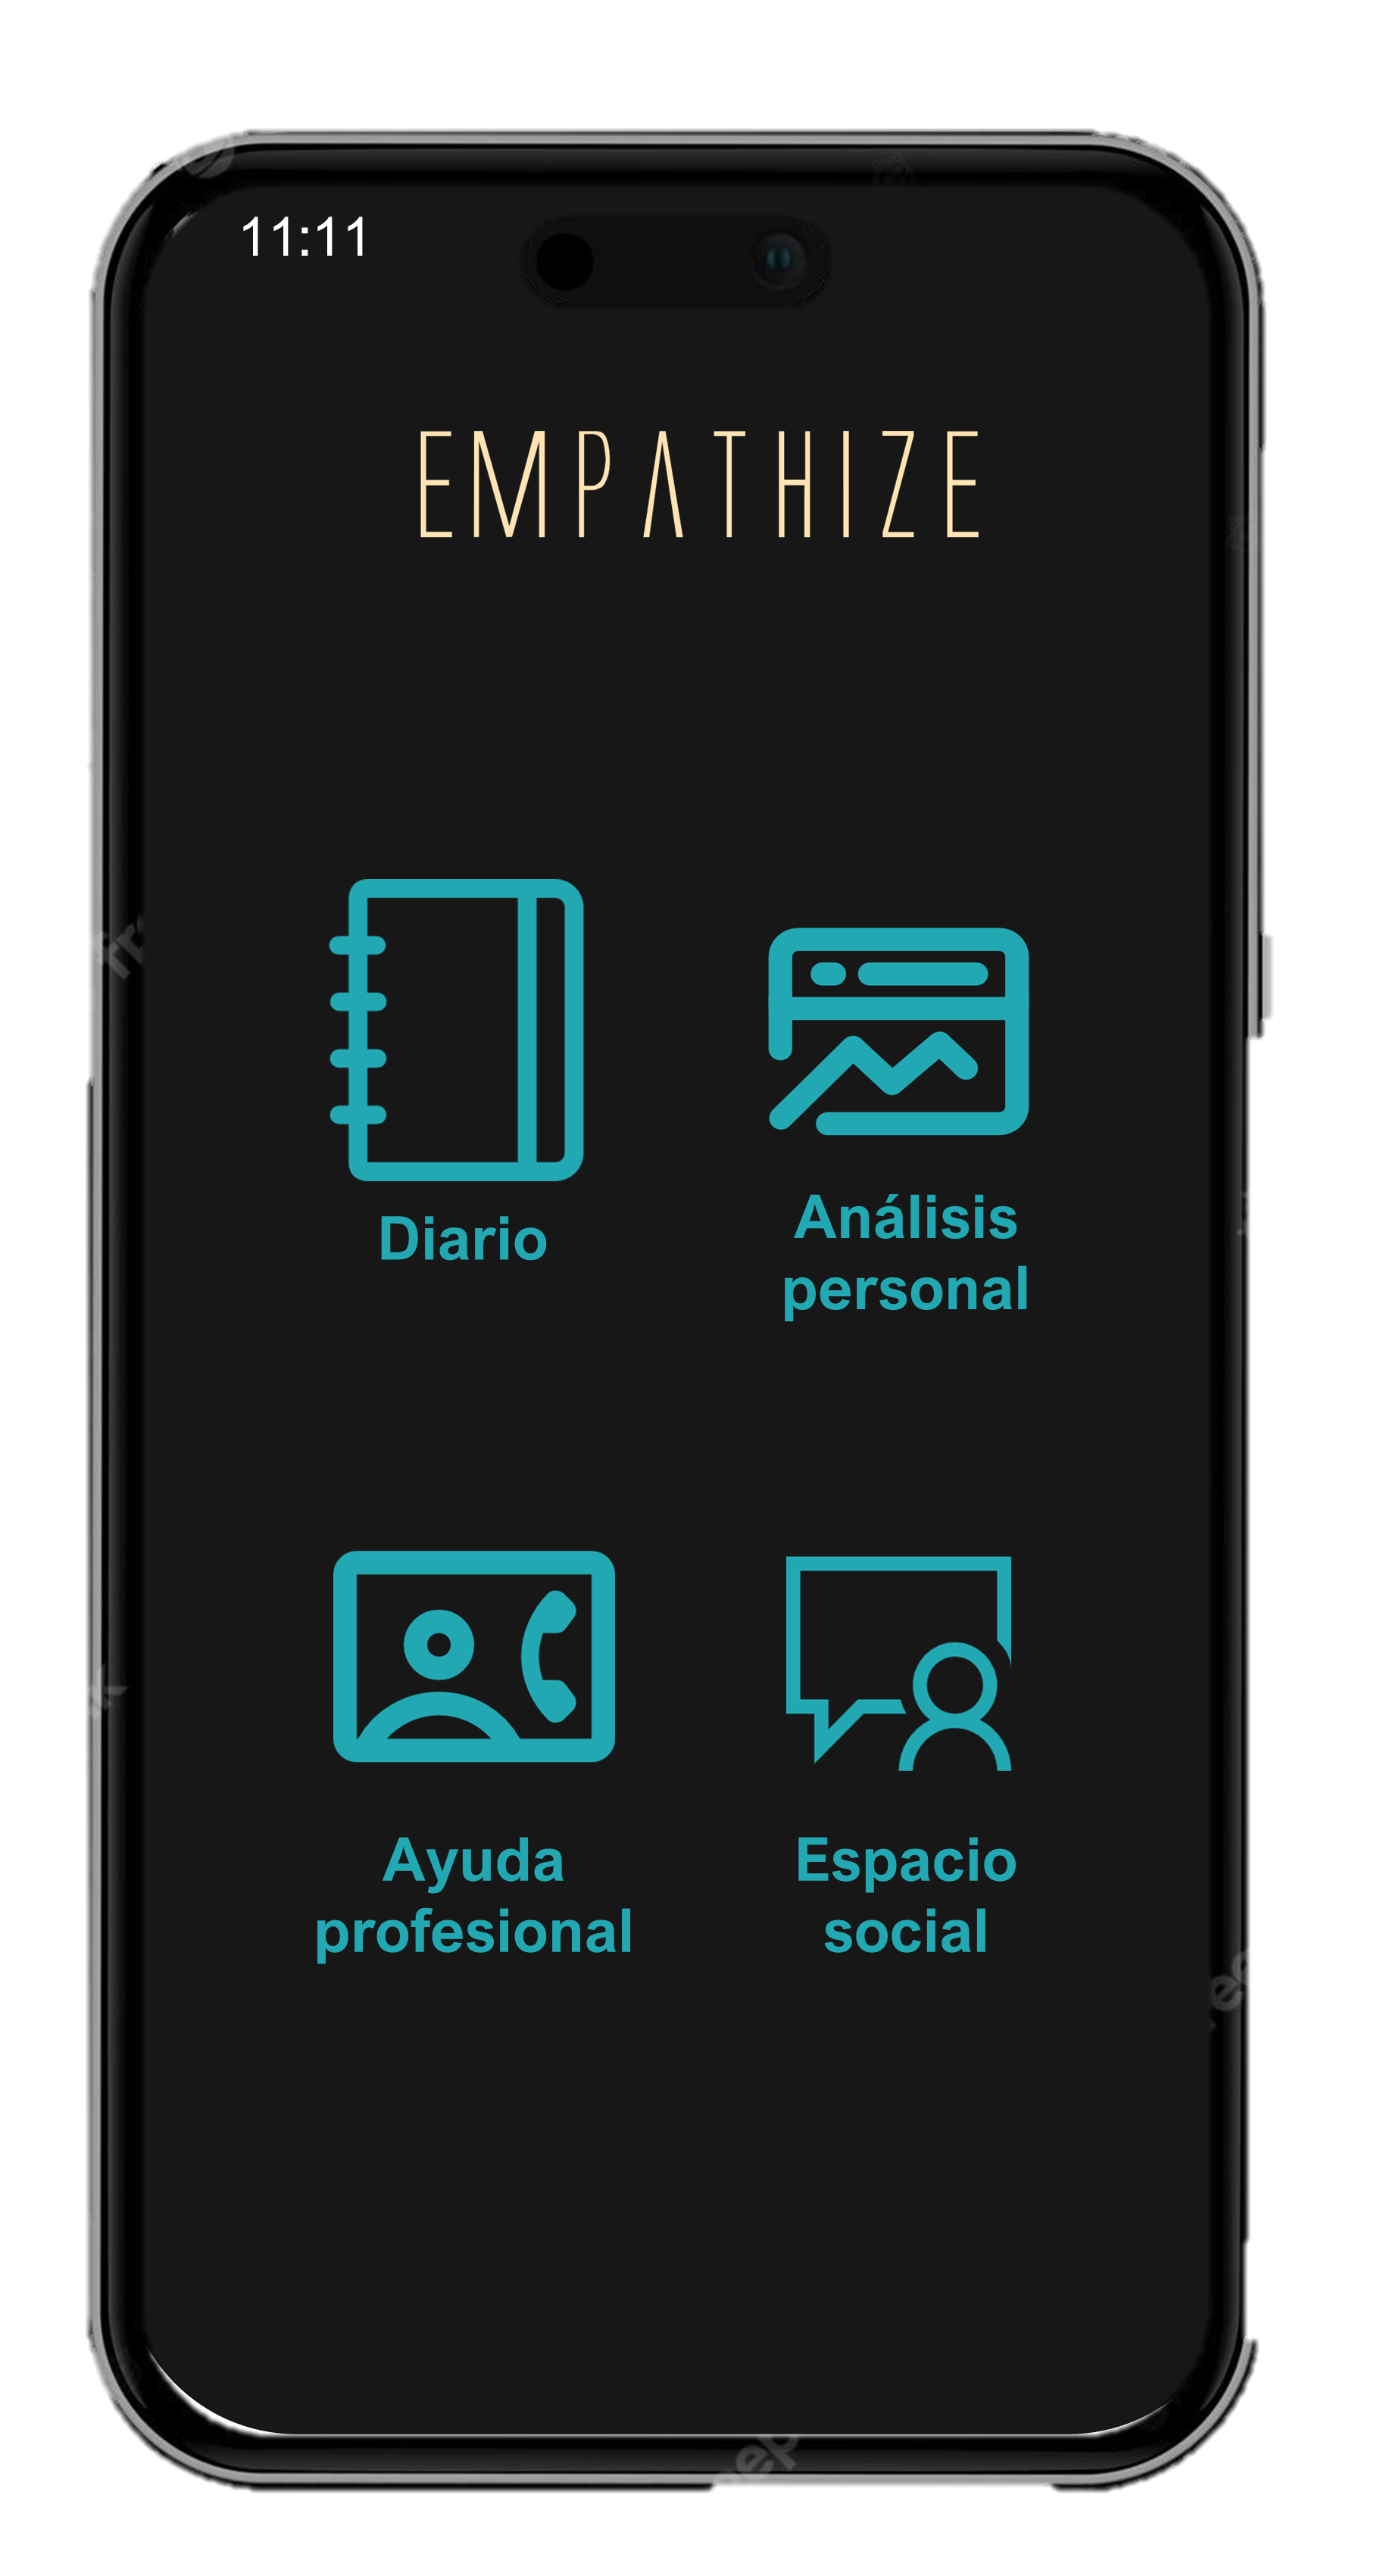 11:11
EMPATHIZE
Diario
Análisis
personal
Ayuda
profesional
Espacio
social